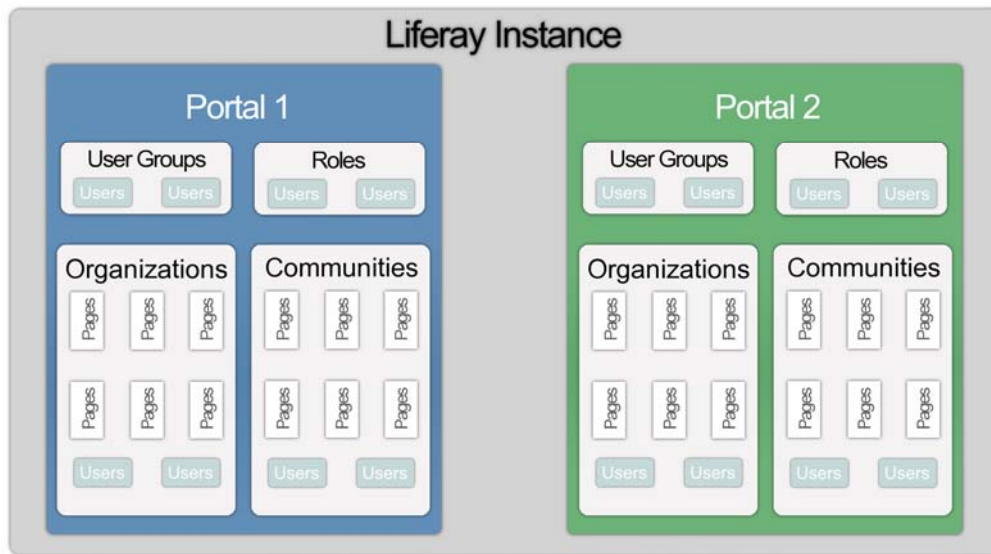 Liferay Instance
Portal 1
User Groups
Users Users
Roles
Users Users
Organizations
Pages Pages Pages
Pages Pages Pages
Users Users
Communities
Pages Pages Pages
Pages Pages Pages
Users Users
Portal 2
User Groups
Users Users
Roles
Users Users
Organizations
Pages Pages Pages
Pages Pages Pages
Users Users
Communities
Pages Pages Pages
Pages Pages Pages
Users Users